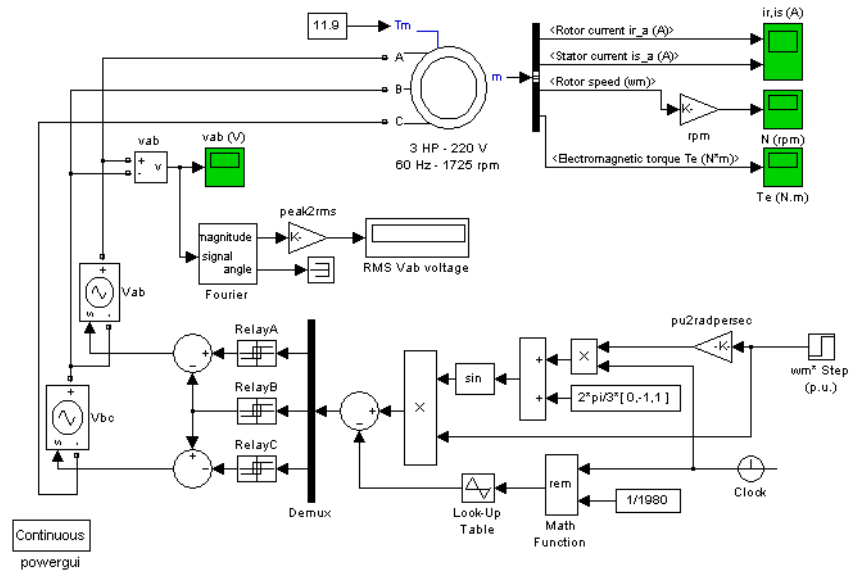 11.9
Tm
A
B
C
m
3 HP - 220 V
60 Hz - 1725 rpm
<Rotor current ir_a (A)>
<Stator current is_a (A)>
<Rotor speed (wm)>
<Electromagnetic torque Te (N*m)>
ir,is (A)
K-
rpm
N (rpm)
Te (N.m)
vab
+
-
v
vab (V)
magnitude
signal
angle
Fourier
peak2rms
K-
RMS Vab voltage
+
s
-
Vab
+
s
-
Vbc
RelayA
RelayB
RelayC
+
−
+
−
Demux
+
−
×
sin
+
+
×
2*pi/3*[ 0,-1,1 ]
pu2radpersec
-K-
wm* Step
(p.u.)
Look-Up
Table
rem
Math
Function
1/1980
Clock
Continuous
powergui